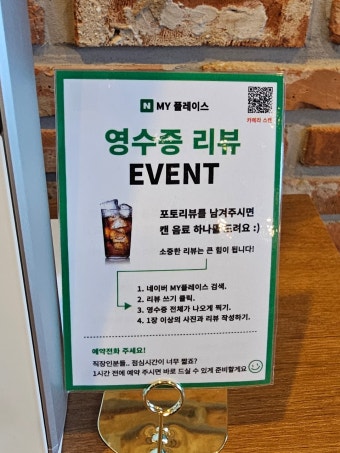 N MY 플레이스
카메라 스캔
영수증 리뷰
EVENT
포토리뷰를 남겨주시면
캔 음료 하나를 드려요 :)
소중한 리뷰는 큰 힘이 됩니다!
1. 네이버 MY플레이스 검색.
2. 리뷰 쓰기 클릭.
3. 영수증 전체가 나오게 찍기.
4. 1장 이상의 사진과 리뷰 작성하기.
예약전화 주세요!
직장인분들.. 점심시간이 너무 짧죠?
1시간 전에 예약 주시면 바로 드실 수 있게 준비할게요